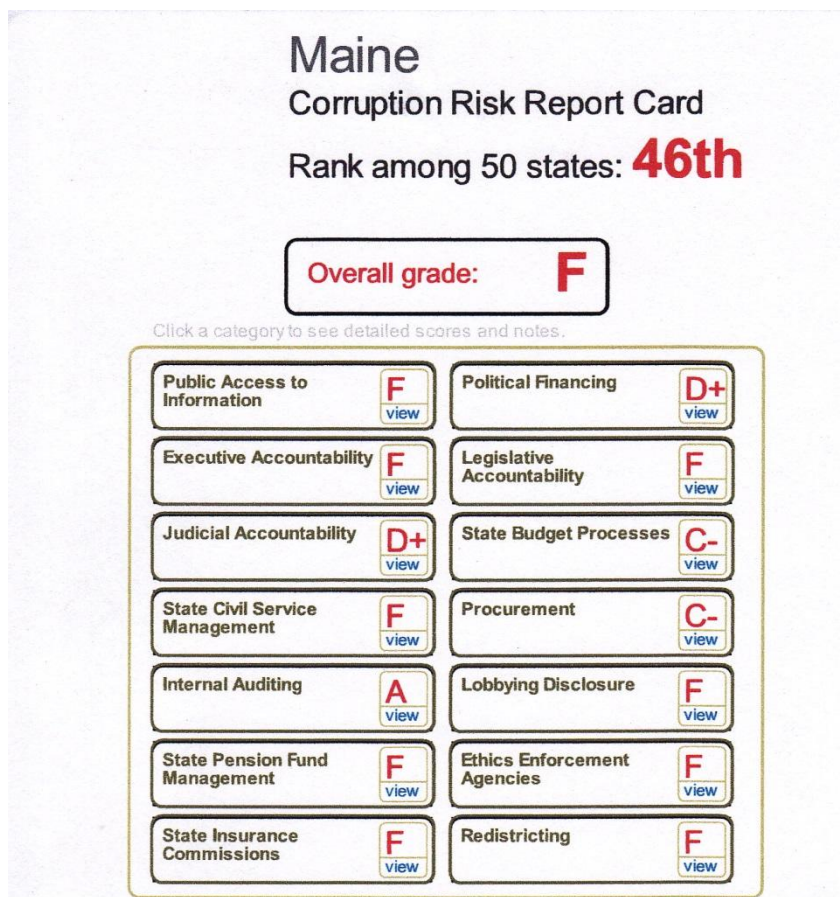 Maine
Corruption Risk Report Card
Rank among 50 states: 46th
Overall grade: F
Click a category to see detailed scores and notes.
Public Access to
Information
F
view
Political Financing
D+
view
Executive Accountability
F
view
Legislative
Accountability
F
view
Judicial Accountability
D+
view
State Budget Processes
C-
view
State Civil Service
Management
F
view
Procurement
C-
view
Internal Auditing
A
view
Lobbying Disclosure
F
view
State Pension Fund
Management
F
view
Ethics Enforcement
Agencies
F
view
State Insurance
Commissions
F
view
Redistricting
F
view